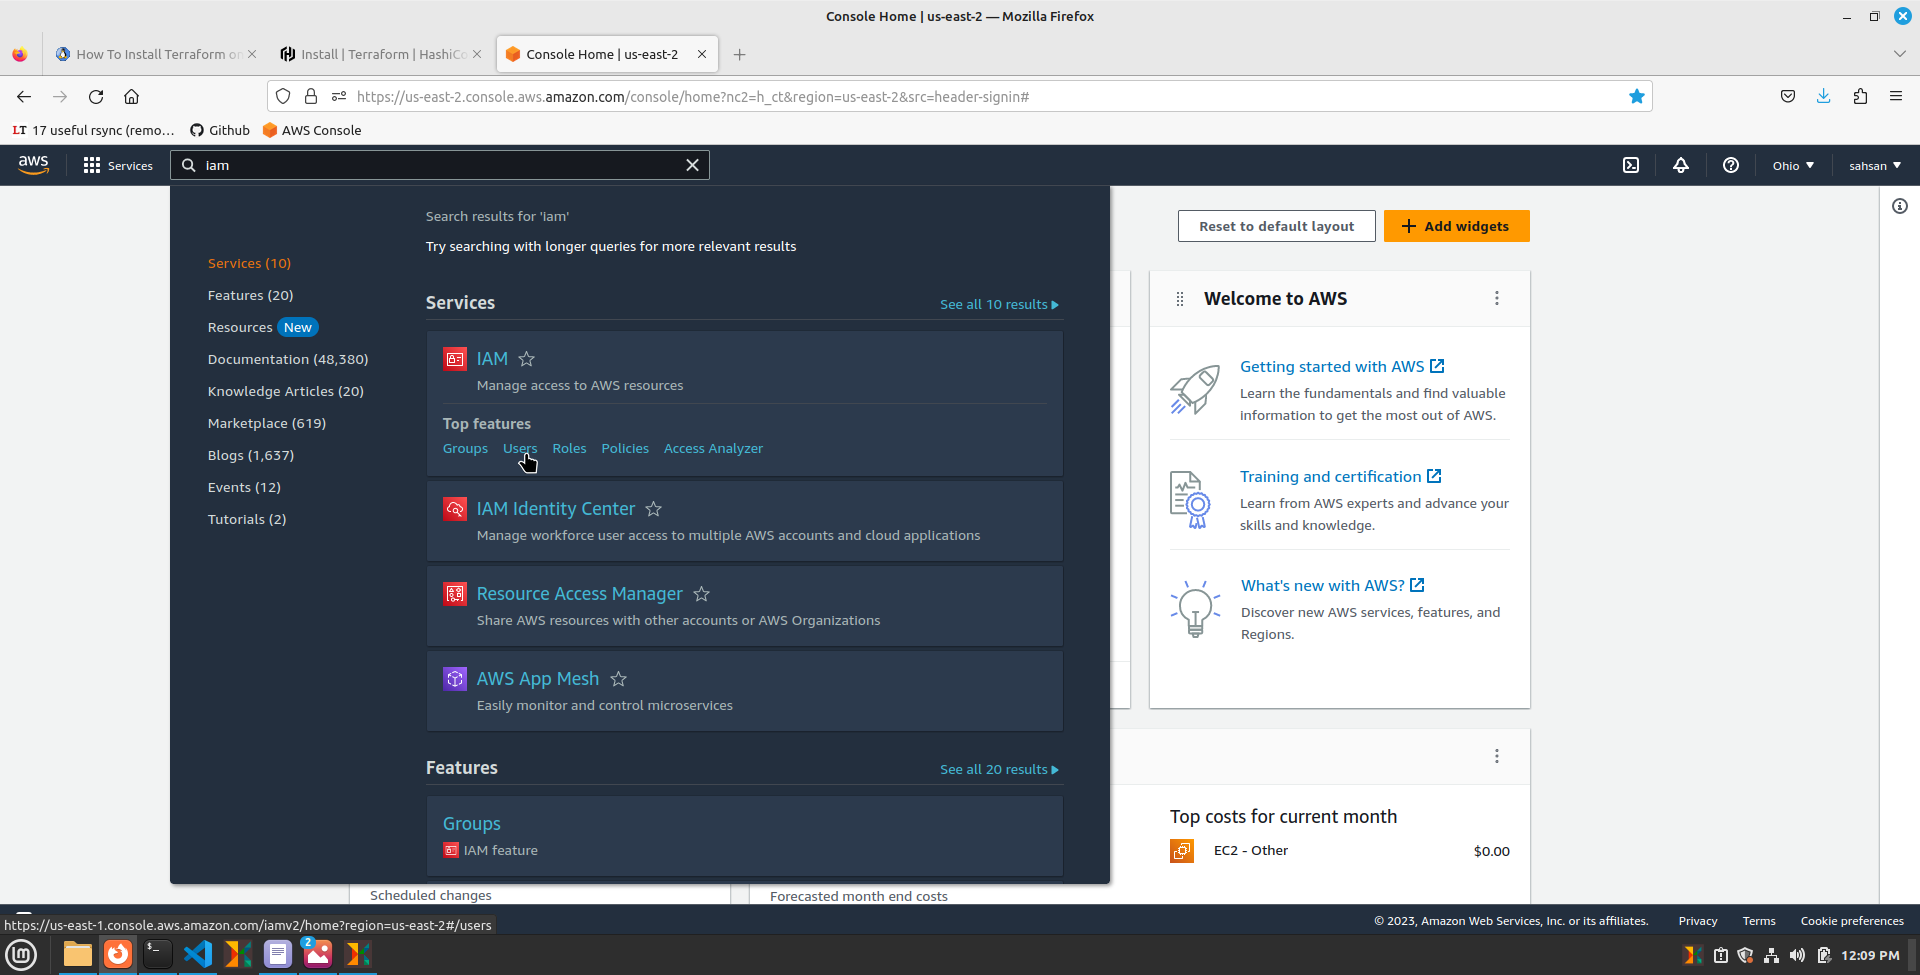 Console Home | us-east-2 — Mozilla Firefox
How To Install Terraform on
Install | Terraform | HashiCo
Console Home | us-east-2
https://us-east-2.console.aws.amazon.com/console/home?nc2=h_ct&region=us-east-2&src=header-signin#
LT 17 useful rsync (remo…
Github
AWS Console
aws
Services
iam
Ohio
sahsan
Search results for 'iam'
Try searching with longer queries for more relevant results
Services (10)
Features (20)
Resources New
Documentation (48,380)
Knowledge Articles (20)
Marketplace (619)
Blogs (1,637)
Events (12)
Tutorials (2)
Services
See all 10 results
IAM
Manage access to AWS resources
Top features
Groups Users Roles Policies Access Analyzer
IAM Identity Center
Manage workforce user access to multiple AWS accounts and cloud applications
Resource Access Manager
Share AWS resources with other accounts or AWS Organizations
AWS App Mesh
Easily monitor and control microservices
Features
See all 20 results
Groups
IAM feature
Reset to default layout
Add widgets
Welcome to AWS
Getting started with AWS
Learn the fundamentals and find valuable
information to get the most out of AWS.
Training and certification
Learn from AWS experts and advance your
skills and knowledge.
What's new with AWS?
Discover new AWS services, features, and
Regions.
Top costs for current month
EC2 - Other
$0.00
Scheduled changes
Forecasted month end costs
https://us-east-1.console.aws.amazon.com/iamv2/home?region=us-east-2#/users
© 2023, Amazon Web Services, Inc. or its affiliates.
Privacy
Terms
Cookie preferences
2
12:09 PM